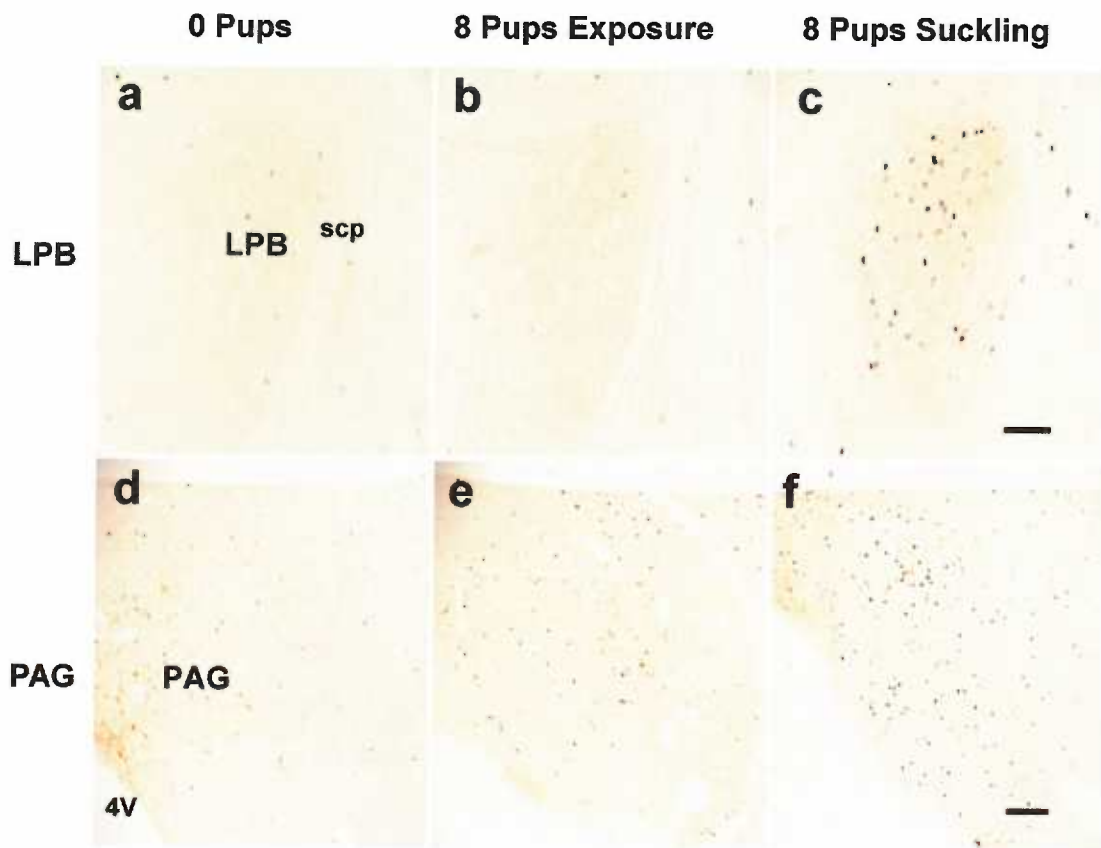 0 Pups 8 Pups Exposure 8 Pups Suckling
a b c
LPB LPB scp
d e f
PAG PAG
4V